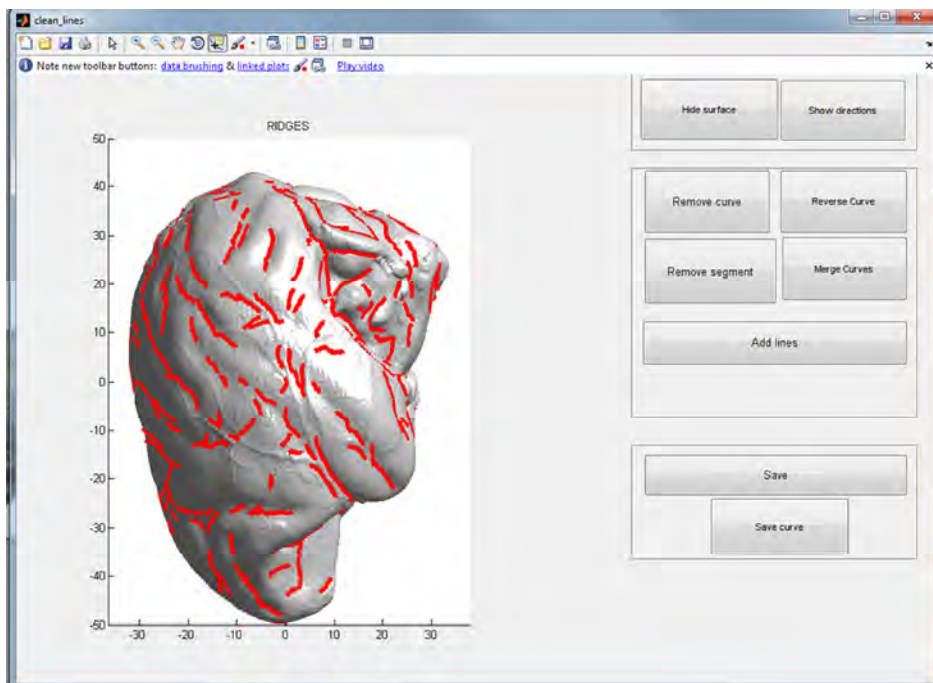 clean_lines
Note new toolbar buttons: data brushing & linked plots Play video
Hide surface
Show directions
RIDGES
50
40
30
20
10
0
-10
-20
-30
-40
-50
-30 -20 -10 0 10 20 30
Remove curve
Reverse Curve
Remove segment
Merge Curves
Add lines
Save
Save curve